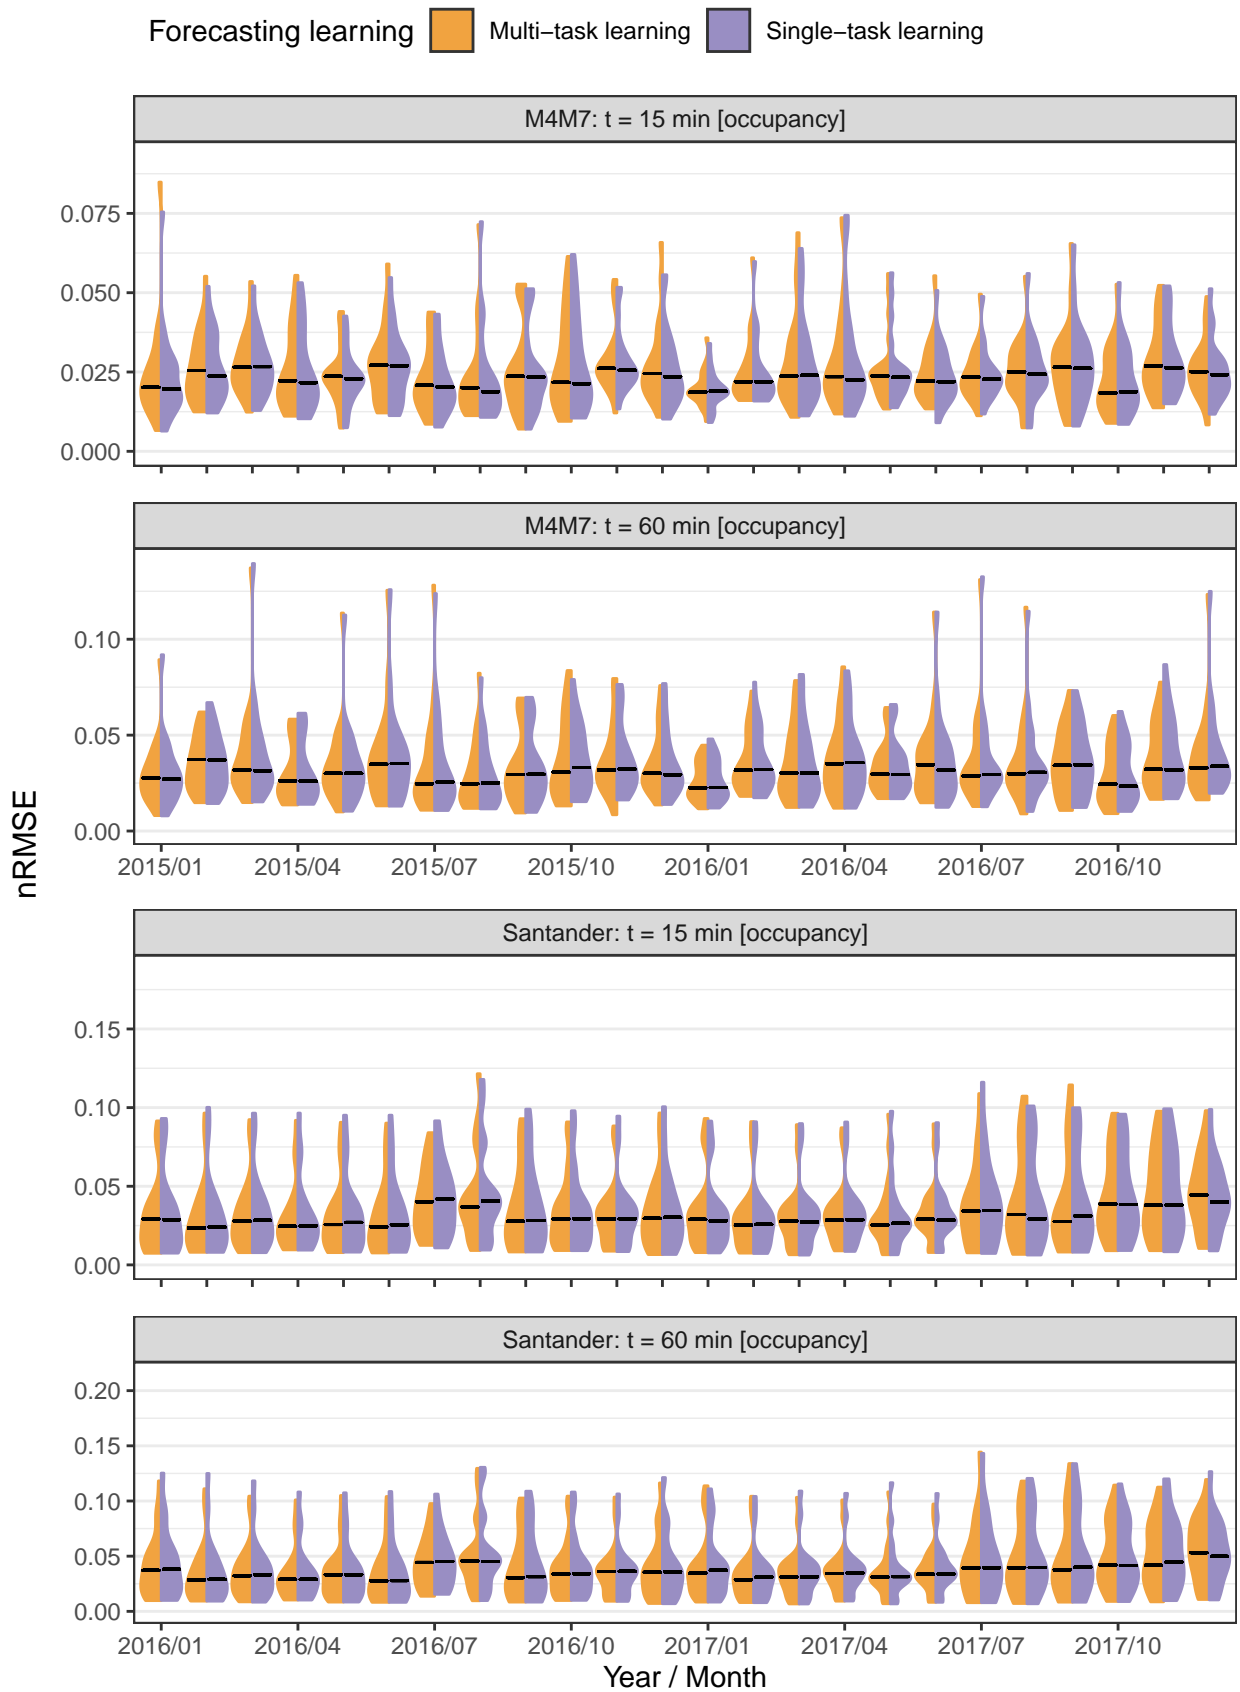 Forecasting learning Multi−task learning Single−task learning
M4M7: t = 15 min [occupancy]
0.075
0.050
0.025
0.000
M4M7: t = 60 min [occupancy]
0.10
0.05
0.00
2015/01 2015/04 2015/07 2015/10 2016/01 2016/04 2016/07 2016/10
nRMSE
Santander: t = 15 min [occupancy]
0.15
0.10
0.05
0.00
Santander: t = 60 min [occupancy]
0.20
0.15
0.10
0.05
0.00
2016/01 2016/04 2016/07 2016/10 2017/01 2017/04 2017/07 2017/10
Year / Month